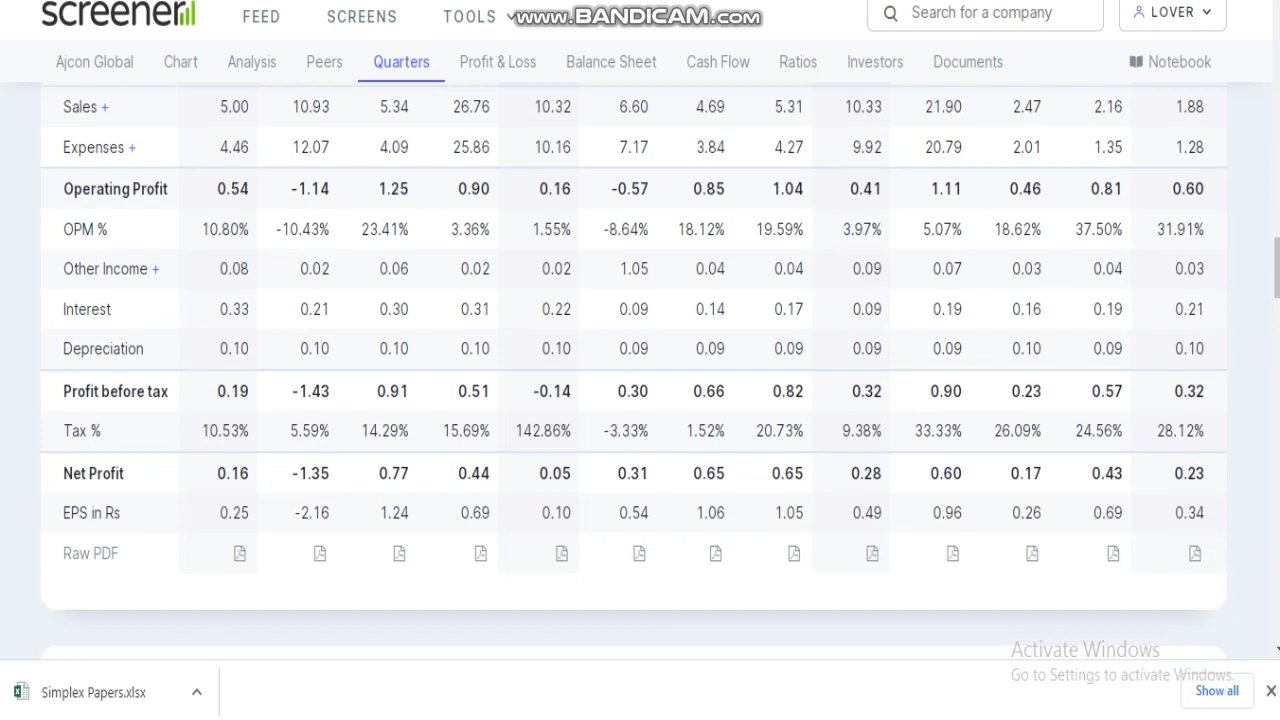 screener FEED SCREENS TOOLS www.BANDICAM.com Search for a company LOVER
Ajcon Global Chart Analysis Peers Quarters Profit & Loss Balance Sheet Cash Flow Ratios Investors Documents Notebook
Sales + 5.00 10.93 5.34 26.76 10.32 6.60 4.69 5.31 10.33 21.90 2.47 2.16 1.88
Expenses + 4.46 12.07 4.09 25.86 10.16 7.17 3.84 4.27 9.92 20.79 2.01 1.35 1.28
Operating Profit 0.54 -1.14 1.25 0.90 0.16 -0.57 0.85 1.04 0.41 1.11 0.46 0.81 0.60
OPM % 10.80% -10.43% 23.41% 3.36% 1.55% -8.64% 18.12% 19.59% 3.97% 5.07% 18.62% 37.50% 31.91%
Other Income + 0.08 0.02 0.06 0.02 0.02 1.05 0.04 0.04 0.09 0.07 0.03 0.04 0.03
Interest 0.33 0.21 0.30 0.31 0.22 0.09 0.14 0.17 0.09 0.19 0.16 0.19 0.21
Depreciation 0.10 0.10 0.10 0.10 0.10 0.09 0.09 0.09 0.09 0.09 0.10 0.09 0.10
Profit before tax 0.19 -1.43 0.91 0.51 -0.14 0.30 0.66 0.82 0.32 0.90 0.23 0.57 0.32
Tax % 10.53% 5.59% 14.29% 15.69% 142.86% -3.33% 1.52% 20.73% 9.38% 33.33% 26.09% 24.56% 28.12%
Net Profit 0.16 -1.35 0.77 0.44 0.05 0.31 0.65 0.65 0.28 0.60 0.17 0.43 0.23
EPS in Rs 0.25 -2.16 1.24 0.69 0.10 0.54 1.06 1.05 0.49 0.96 0.26 0.69 0.34
Raw PDF
Activate Windows
Go to Settings to activate Windows.
Simplex Papers.xlsx Show all